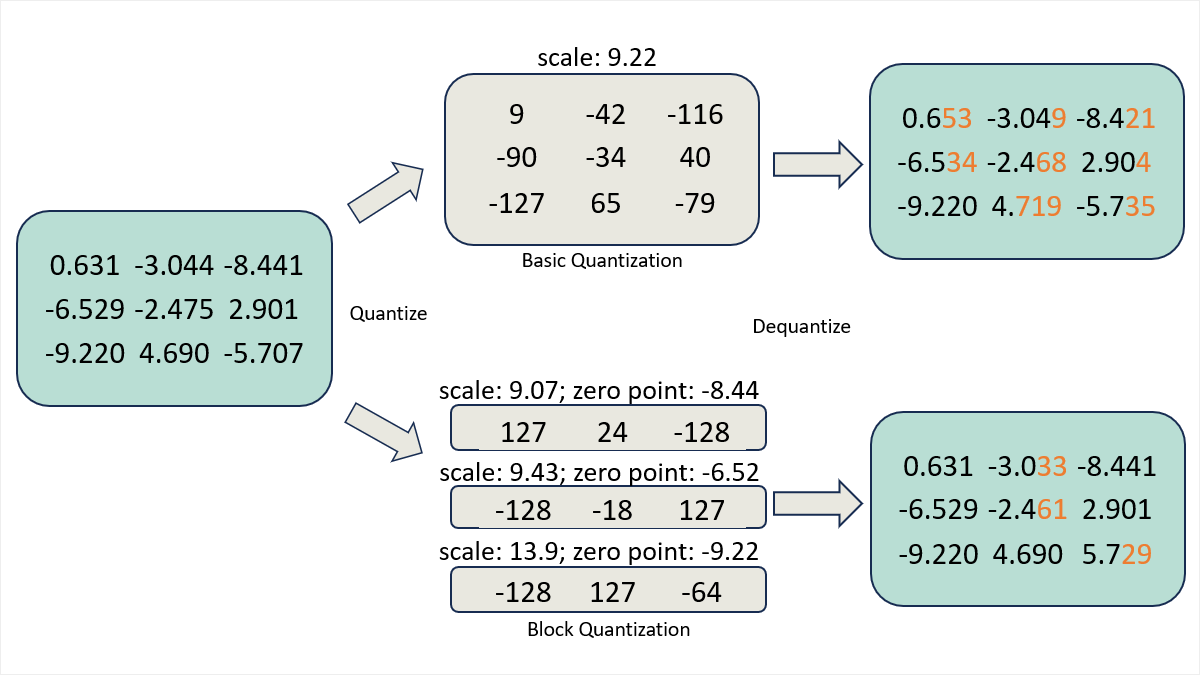 0.631 -3.044 -8.441
-6.529 -2.475 2.901
-9.220 4.690 -5.707
Quantize
scale: 9.22
9 -42 -116
-90 -34 40
-127 65 -79
Basic Quantization
scale: 9.07; zero point: -8.44
127 24 -128
scale: 9.43; zero point: -6.52
-128 -18 127
scale: 13.9; zero point: -9.22
-128 127 -64
Block Quantization
Dequantize
0.653 -3.049 -8.421
-6.534 -2.468 2.904
-9.220 4.719 -5.735
0.631 -3.033 -8.441
-6.529 -2.461 2.901
-9.220 4.690 5.729